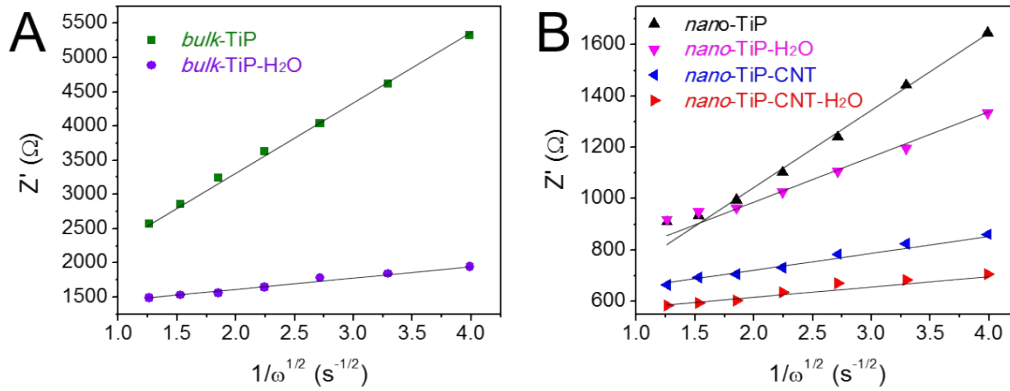 A
bulk-TiP
bulk-TiP-H₂O
5500
5000
4500
4000
3500
3000
2500
2000
1500
Z' (Ω)
1.0 1.5 2.0 2.5 3.0 3.5 4.0
1/ω^1/2 (s^-1/2)
B
nano-TiP
nano-TiP-H₂O
nano-TiP-CNT
nano-TiP-CNT-H₂O
1600
1400
1200
1000
800
600
Z' (Ω)
1.0 1.5 2.0 2.5 3.0 3.5 4.0
1/ω^1/2 (s^-1/2)